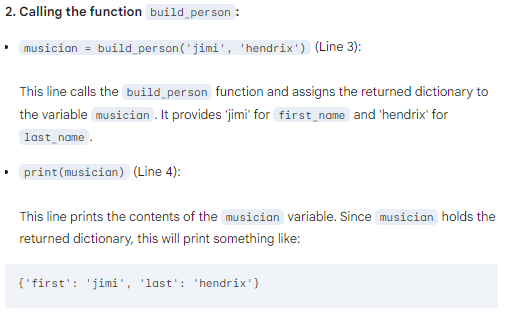 2. Calling the function build_person:
• musician = build_person('jimi', 'hendrix') (Line 3):
This line calls the build_person function and assigns the returned dictionary to
the variable musician. It provides 'jimi' for first_name and 'hendrix' for
last_name.
• print(musician) (Line 4):
This line prints the contents of the musician variable. Since musician holds the
returned dictionary, this will print something like:
{'first': 'jimi', 'last': 'hendrix'}